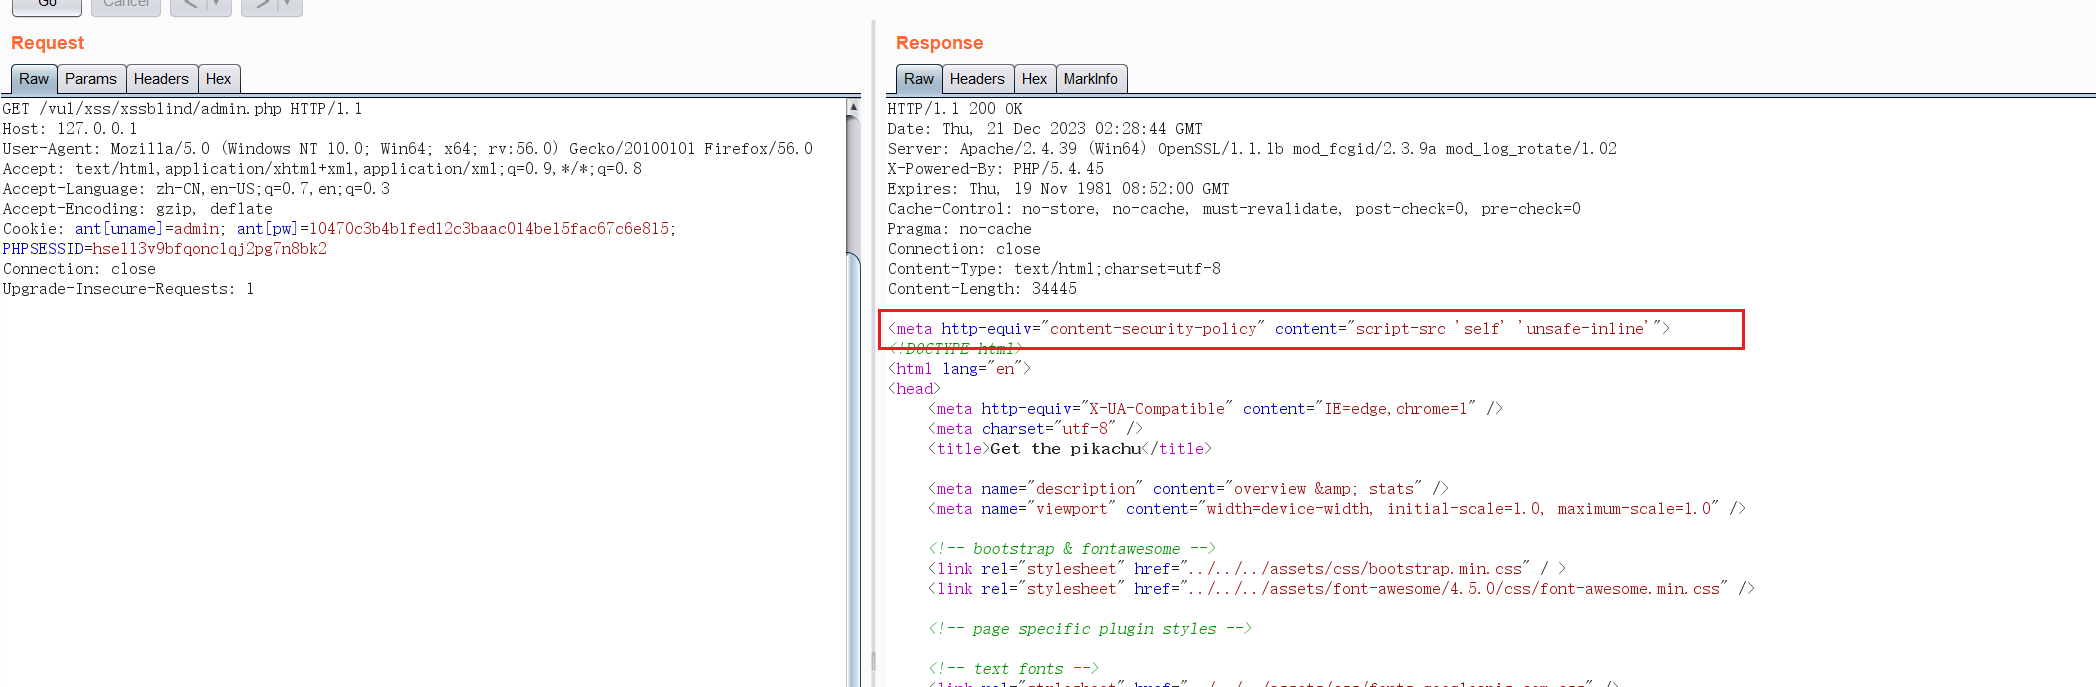 Go
Cancel
<
>
Request
Raw
Params
Headers
Hex
GET /vul/xss/xssblind/admin.php HTTP/1.1
Host: 127.0.0.1
User-Agent: Mozilla/5.0 (Windows NT 10.0; Win64; x64; rv:56.0) Gecko/20100101 Firefox/56.0
Accept: text/html,application/xhtml+xml,application/xml;q=0.9,*/*;q=0.8
Accept-Language: zh-CN,en-US;q=0.7,en;q=0.3
Accept-Encoding: gzip, deflate
Cookie: ant[uname]=admin; ant[pw]=10470c3b4b1fed12c3baac014be15fac67c6e815;
PHPSESSID=hsell3v9bfqonclqj2pg7n8bk2
Connection: close
Upgrade-Insecure-Requests: 1
Response
Raw
Headers
Hex
MarkInfo
HTTP/1.1 200 OK
Date: Thu, 21 Dec 2023 02:28:44 GMT
Server: Apache/2.4.39 (Win64) OpenSSL/1.1.1b mod_fcgid/2.3.9a mod_log_rotate/1.02
X-Powered-By: PHP/5.4.45
Expires: Thu, 19 Nov 1981 08:52:00 GMT
Cache-Control: no-store, no-cache, must-revalidate, post-check=0, pre-check=0
Pragma: no-cache
Connection: close
Content-Type: text/html;charset=utf-8
Content-Length: 34445
<meta http-equiv="content-security-policy" content="script-src 'self' 'unsafe-inline'">
<!DOCTYPE html>
<html lang="en">
<head>
<meta http-equiv="X-UA-Compatible" content="IE=edge,chrome=1" />
<meta charset="utf-8" />
<title>Get the pikachu</title>
<meta name="description" content="overview &amp; stats" />
<meta name="viewport" content="width=device-width, initial-scale=1.0, maximum-scale=1.0" />
<!-- bootstrap & fontawesome -->
<link rel="stylesheet" href="../../../assets/css/bootstrap.min.css" / >
<link rel="stylesheet" href="../../../assets/font-awesome/4.5.0/css/font-awesome.min.css" />
<!-- page specific plugin styles -->
<!-- text fonts -->
<link rel="stylesheet" href="../../../assets/css/fonts.googleapis.com.css" />